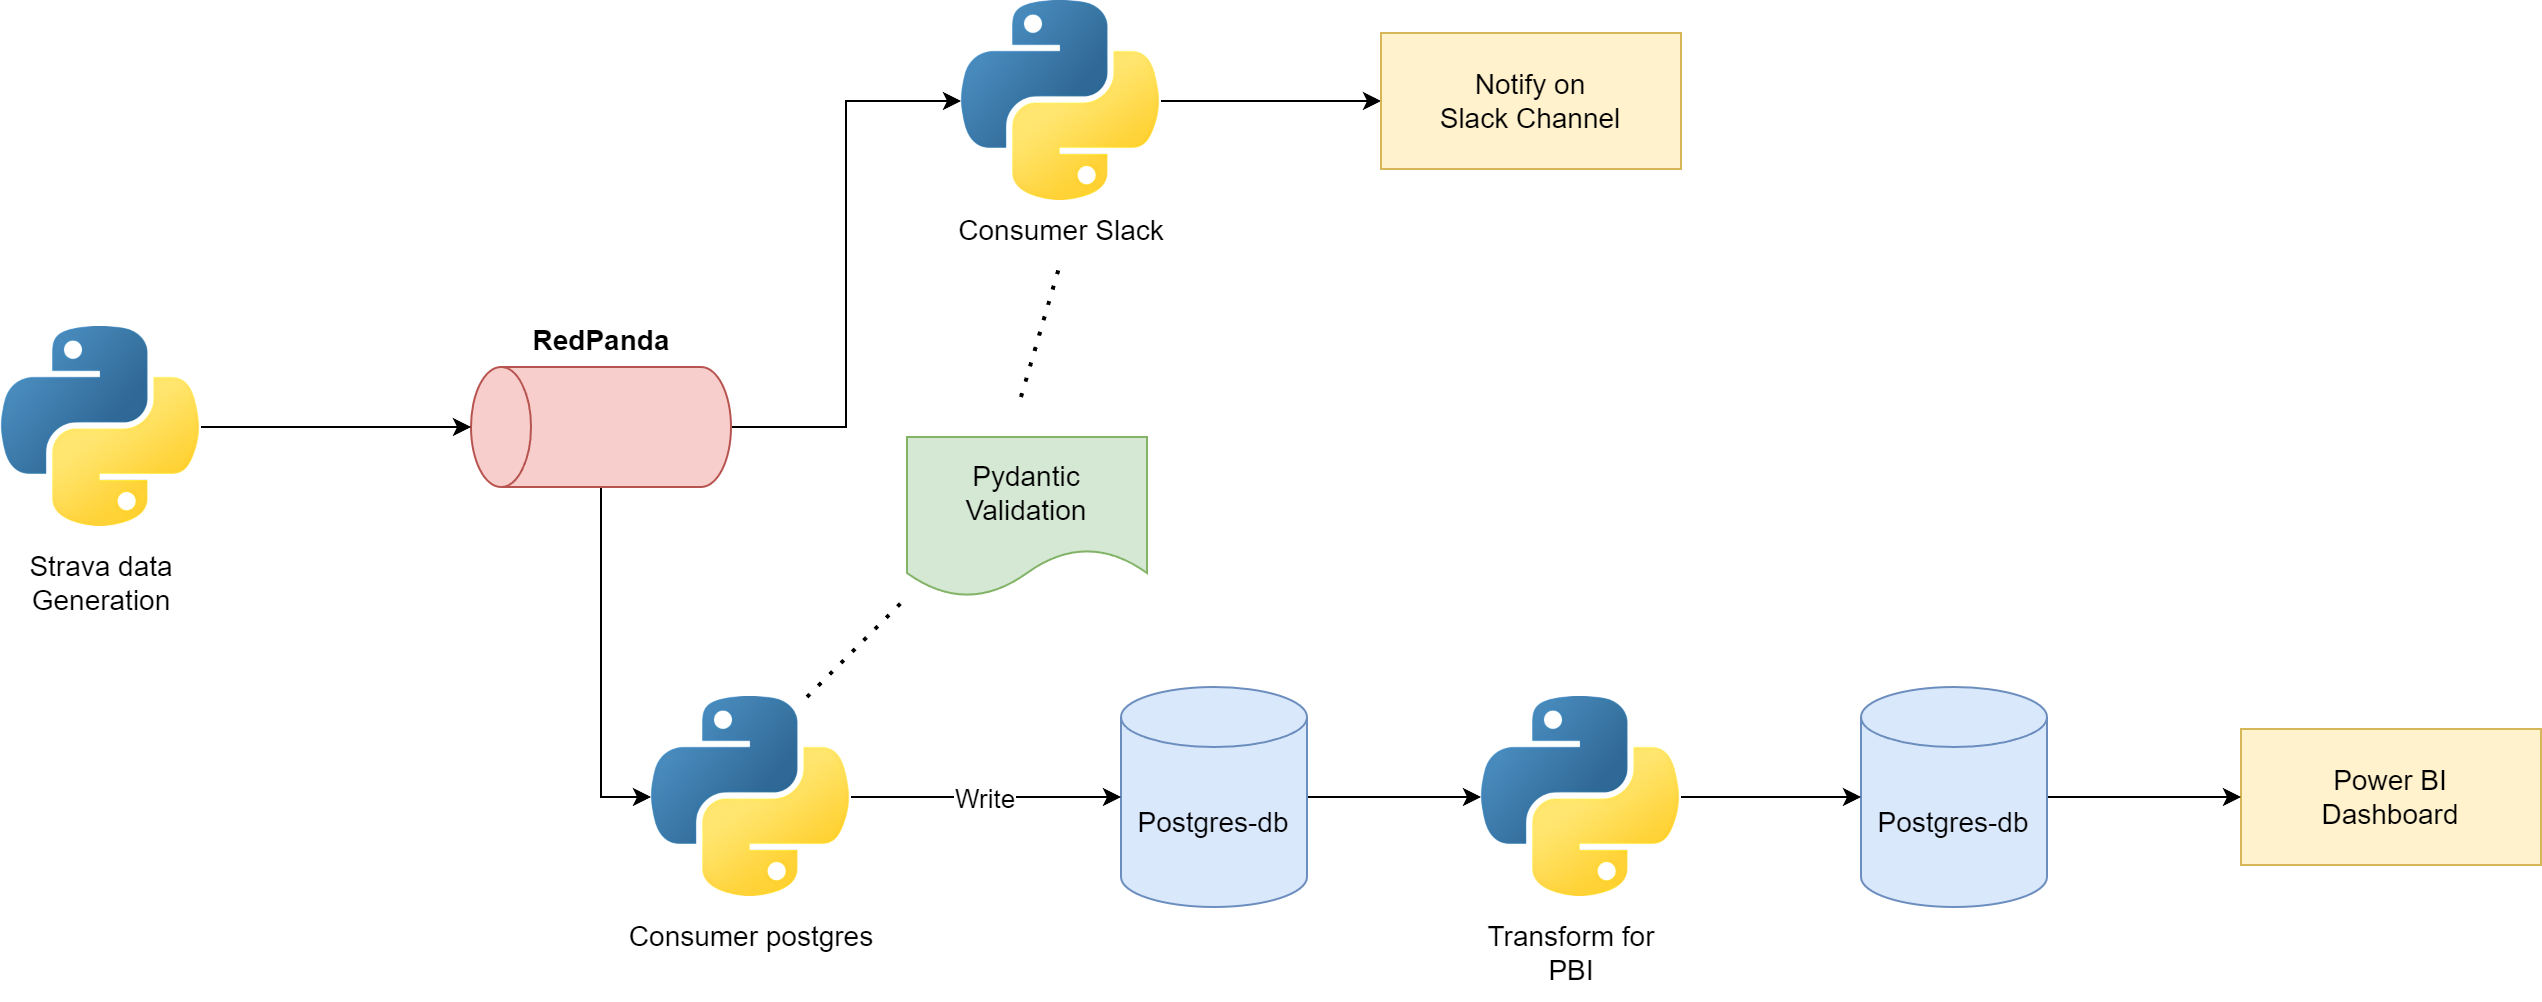 Notify on
Slack Channel
Consumer Slack
RedPanda
Pydantic
Validation
Strava data
Generation
Write
Postgres-db
Postgres-db
Power BI
Dashboard
Consumer postgres
Transform for
PBI